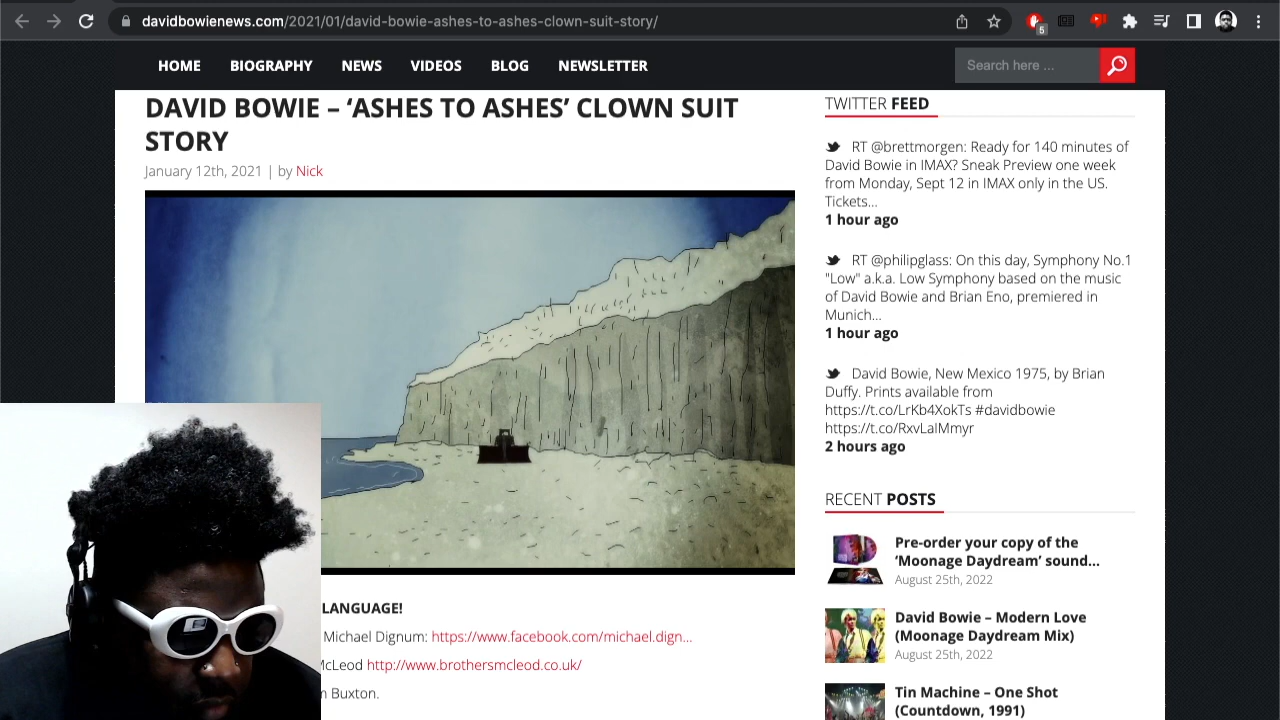 davidbowienews.com/2021/01/david-bowie-ashes-to-ashes-clown-suit-story/
5
HOME BIOGRAPHY NEWS VIDEOS BLOG NEWSLETTER
Search here ...
DAVID BOWIE – ‘ASHES TO ASHES’ CLOWN SUIT
STORY
January 12th, 2021 | by Nick
LANGUAGE!
Michael Dignum: https://www.facebook.com/michael.dign...
McLeod http://www.brothersmcleod.co.uk/
Buxton.
TWITTER FEED
RT @brettmorgen: Ready for 140 minutes of
David Bowie in IMAX? Sneak Preview one week
from Monday, Sept 12 in IMAX only in the US.
Tickets...
1 hour ago
RT @philipglass: On this day, Symphony No.1
"Low" a.k.a. Low Symphony based on the music
of David Bowie and Brian Eno, premiered in
Munich...
1 hour ago
David Bowie, New Mexico 1975, by Brian
Duffy. Prints available from
https://t.co/LrKb4XokTs #davidbowie
https://t.co/RxvLaIMmyr
2 hours ago
RECENT POSTS
Pre-order your copy of the
‘Moonage Daydream’ sound...
August 25th, 2022
David Bowie – Modern Love
(Moonage Daydream Mix)
August 25th, 2022
Tin Machine – One Shot
(Countdown, 1991)